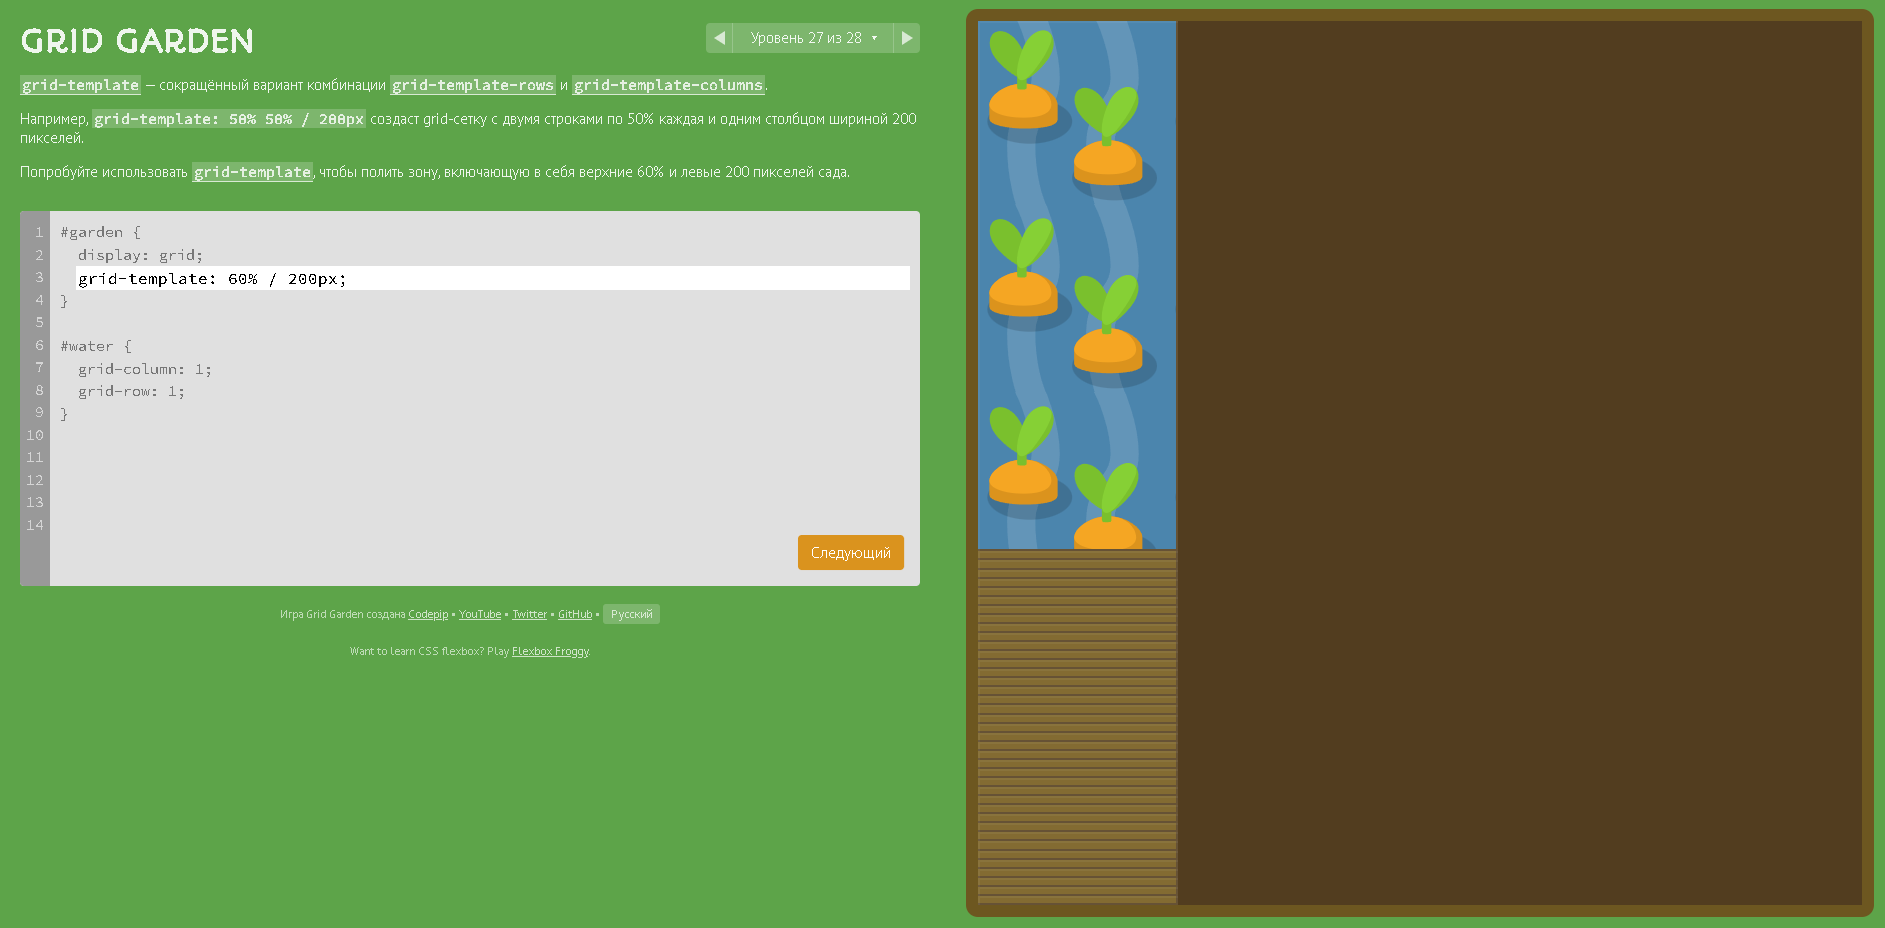 GRID GARDEN
Уровень 27 из 28 ▾
grid-template — сокращённый вариант комбинации grid-template-rows и grid-template-columns.
Например, grid-template: 50% 50% / 200px создаст grid-сетку с двумя строками по 50% каждая и одним столбцом шириной 200
пикселей.
Попробуйте использовать grid-template, чтобы полить зону, включающую в себя верхние 60% и левые 200 пикселей сада.
1 #garden {
2 display: grid;
3 grid-template: 60% / 200px;
4 }
5
6 #water {
7 grid-column: 1;
8 grid-row: 1;
9 }
10
11
12
13
14
Следующий
Игра Grid Garden создана Codepip • YouTube • Twitter • GitHub • Русский
Want to learn CSS flexbox? Play Flexbox Froggy.